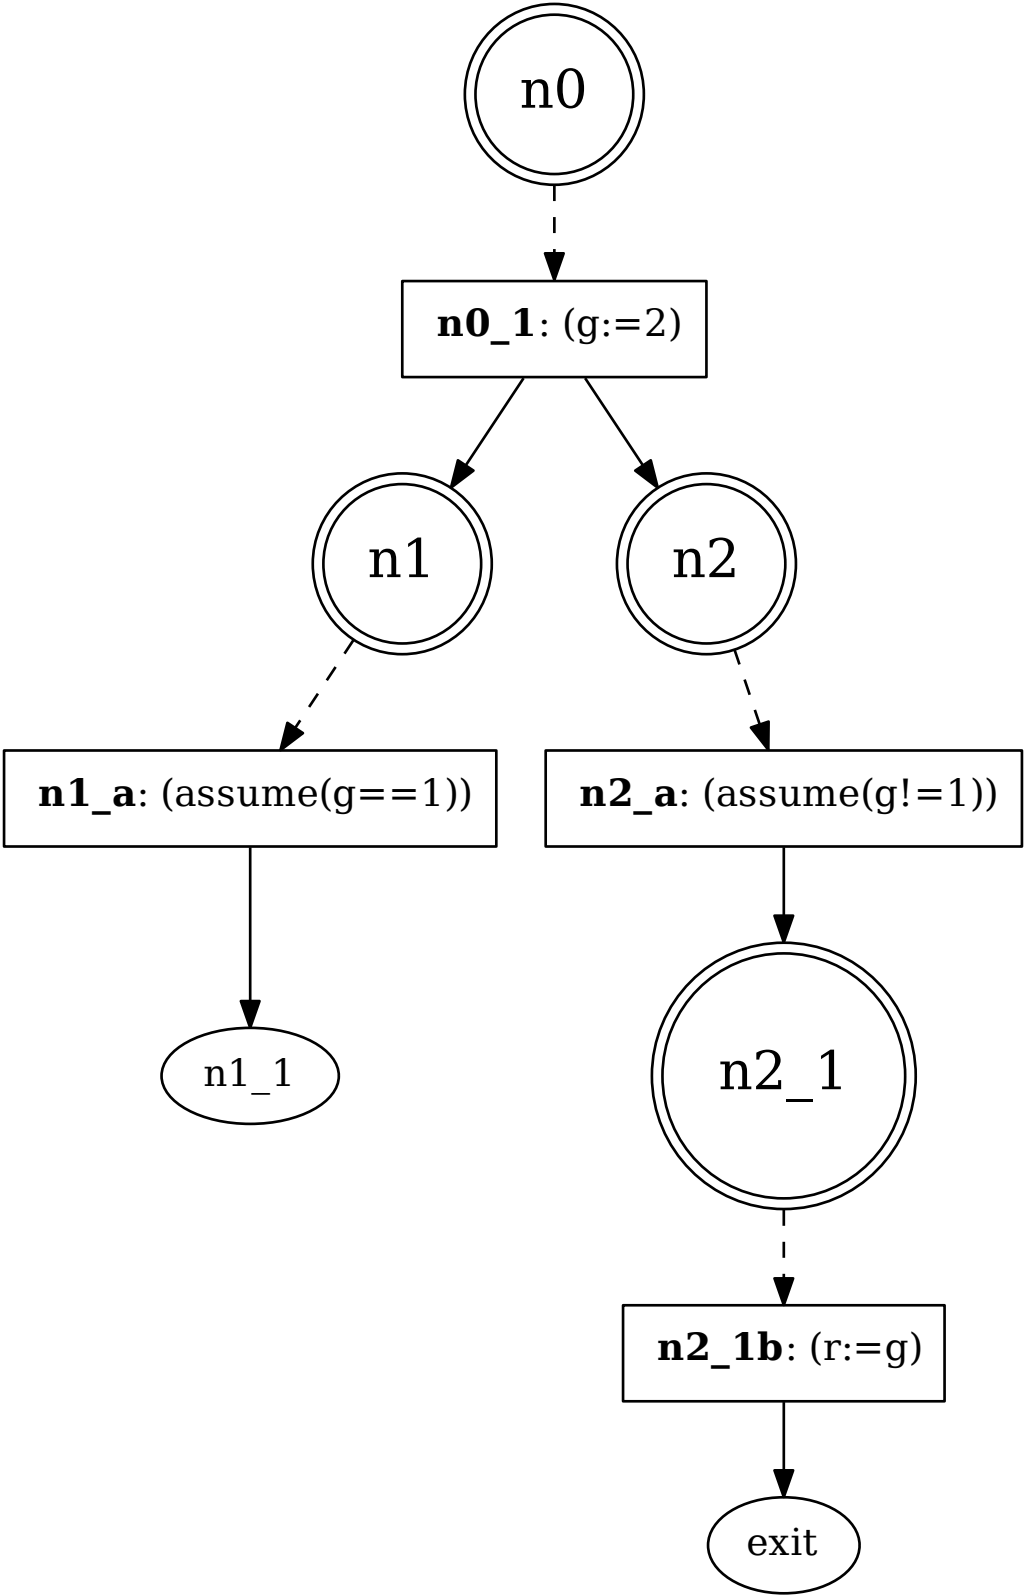 n0
n0_1: (g:=2)
n1
n2
n1_a: (assume(g==1))
n2_a: (assume(g!=1))
n1_1
n2_1
n2_1b: (r:=g)
exit